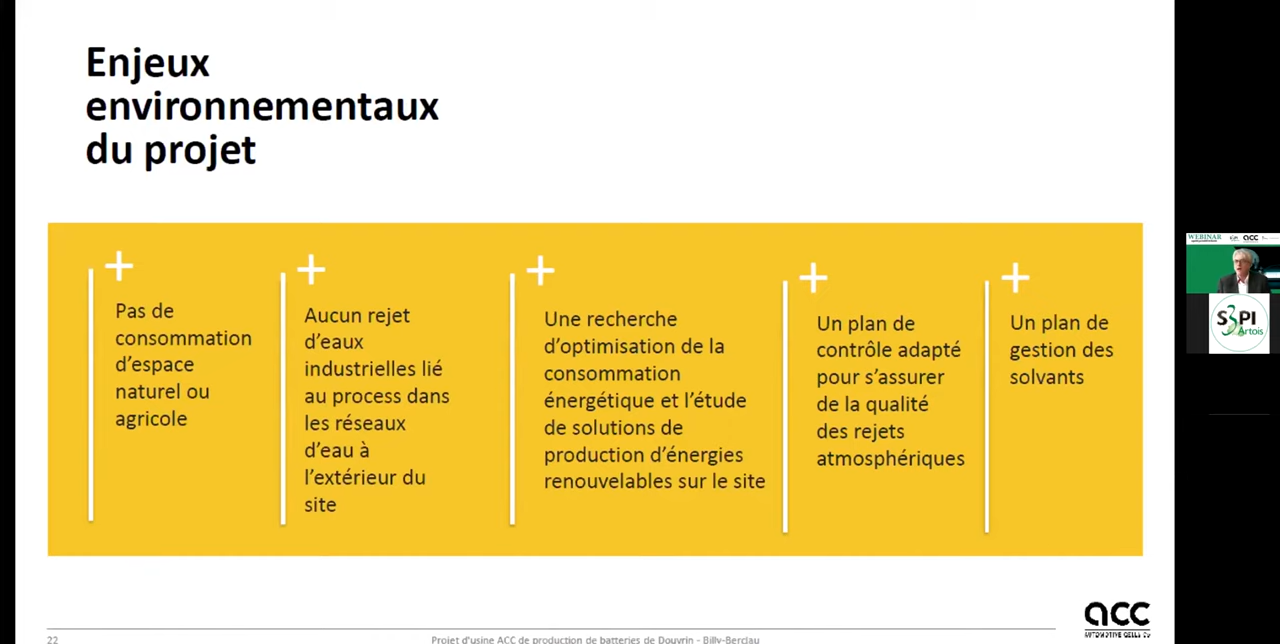 Enjeux
environnementaux
du projet
Pas de
consommation
d'espace
naturel ou
agricole
Aucun rejet
d'eaux
industrielles lié
au process dans
les réseaux
d'eau à
l'extérieur du
site
Une recherche
d'optimisation de la
consommation
énergétique et l'étude
de solutions de
production d'énergies
renouvelables sur le site
Un plan de
contrôle adapté
pour s'assurer
de la qualité
des rejets
atmosphériques
Un plan de
gestion des
solvants
WEBINAR
acc
S3PI
Artois
acc
AUTOMOTIVE CELLS CO
22
Projet d'usine ACC de production de batteries de Douvrin - Billy-Berclau